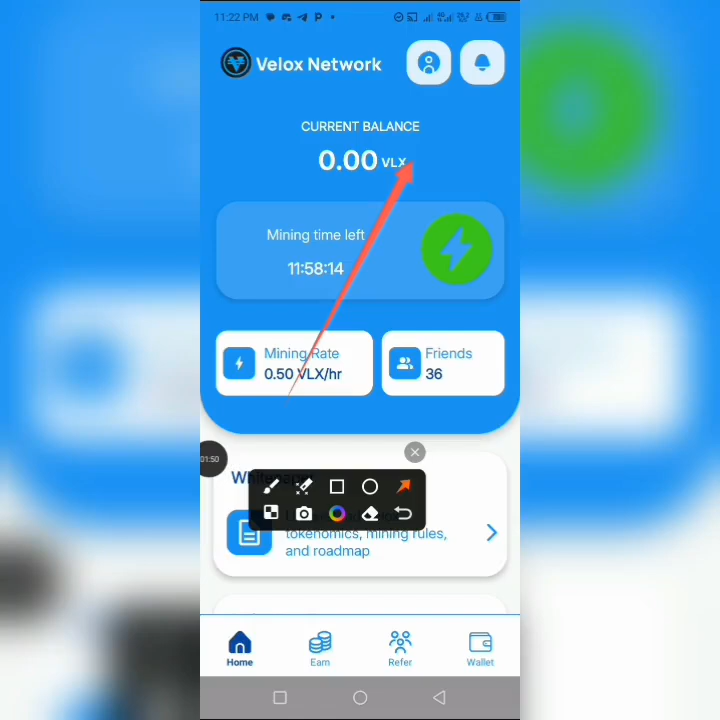 11:22 PM
Velox Network
CURRENT BALANCE
0.00 VLX
Mining time left
11:58:14
Mining Rate
0.50 VLX/hr
Friends
36
01:50
tokenomics, mining rules,
and roadmap
Home
Earn
Refer
Wallet